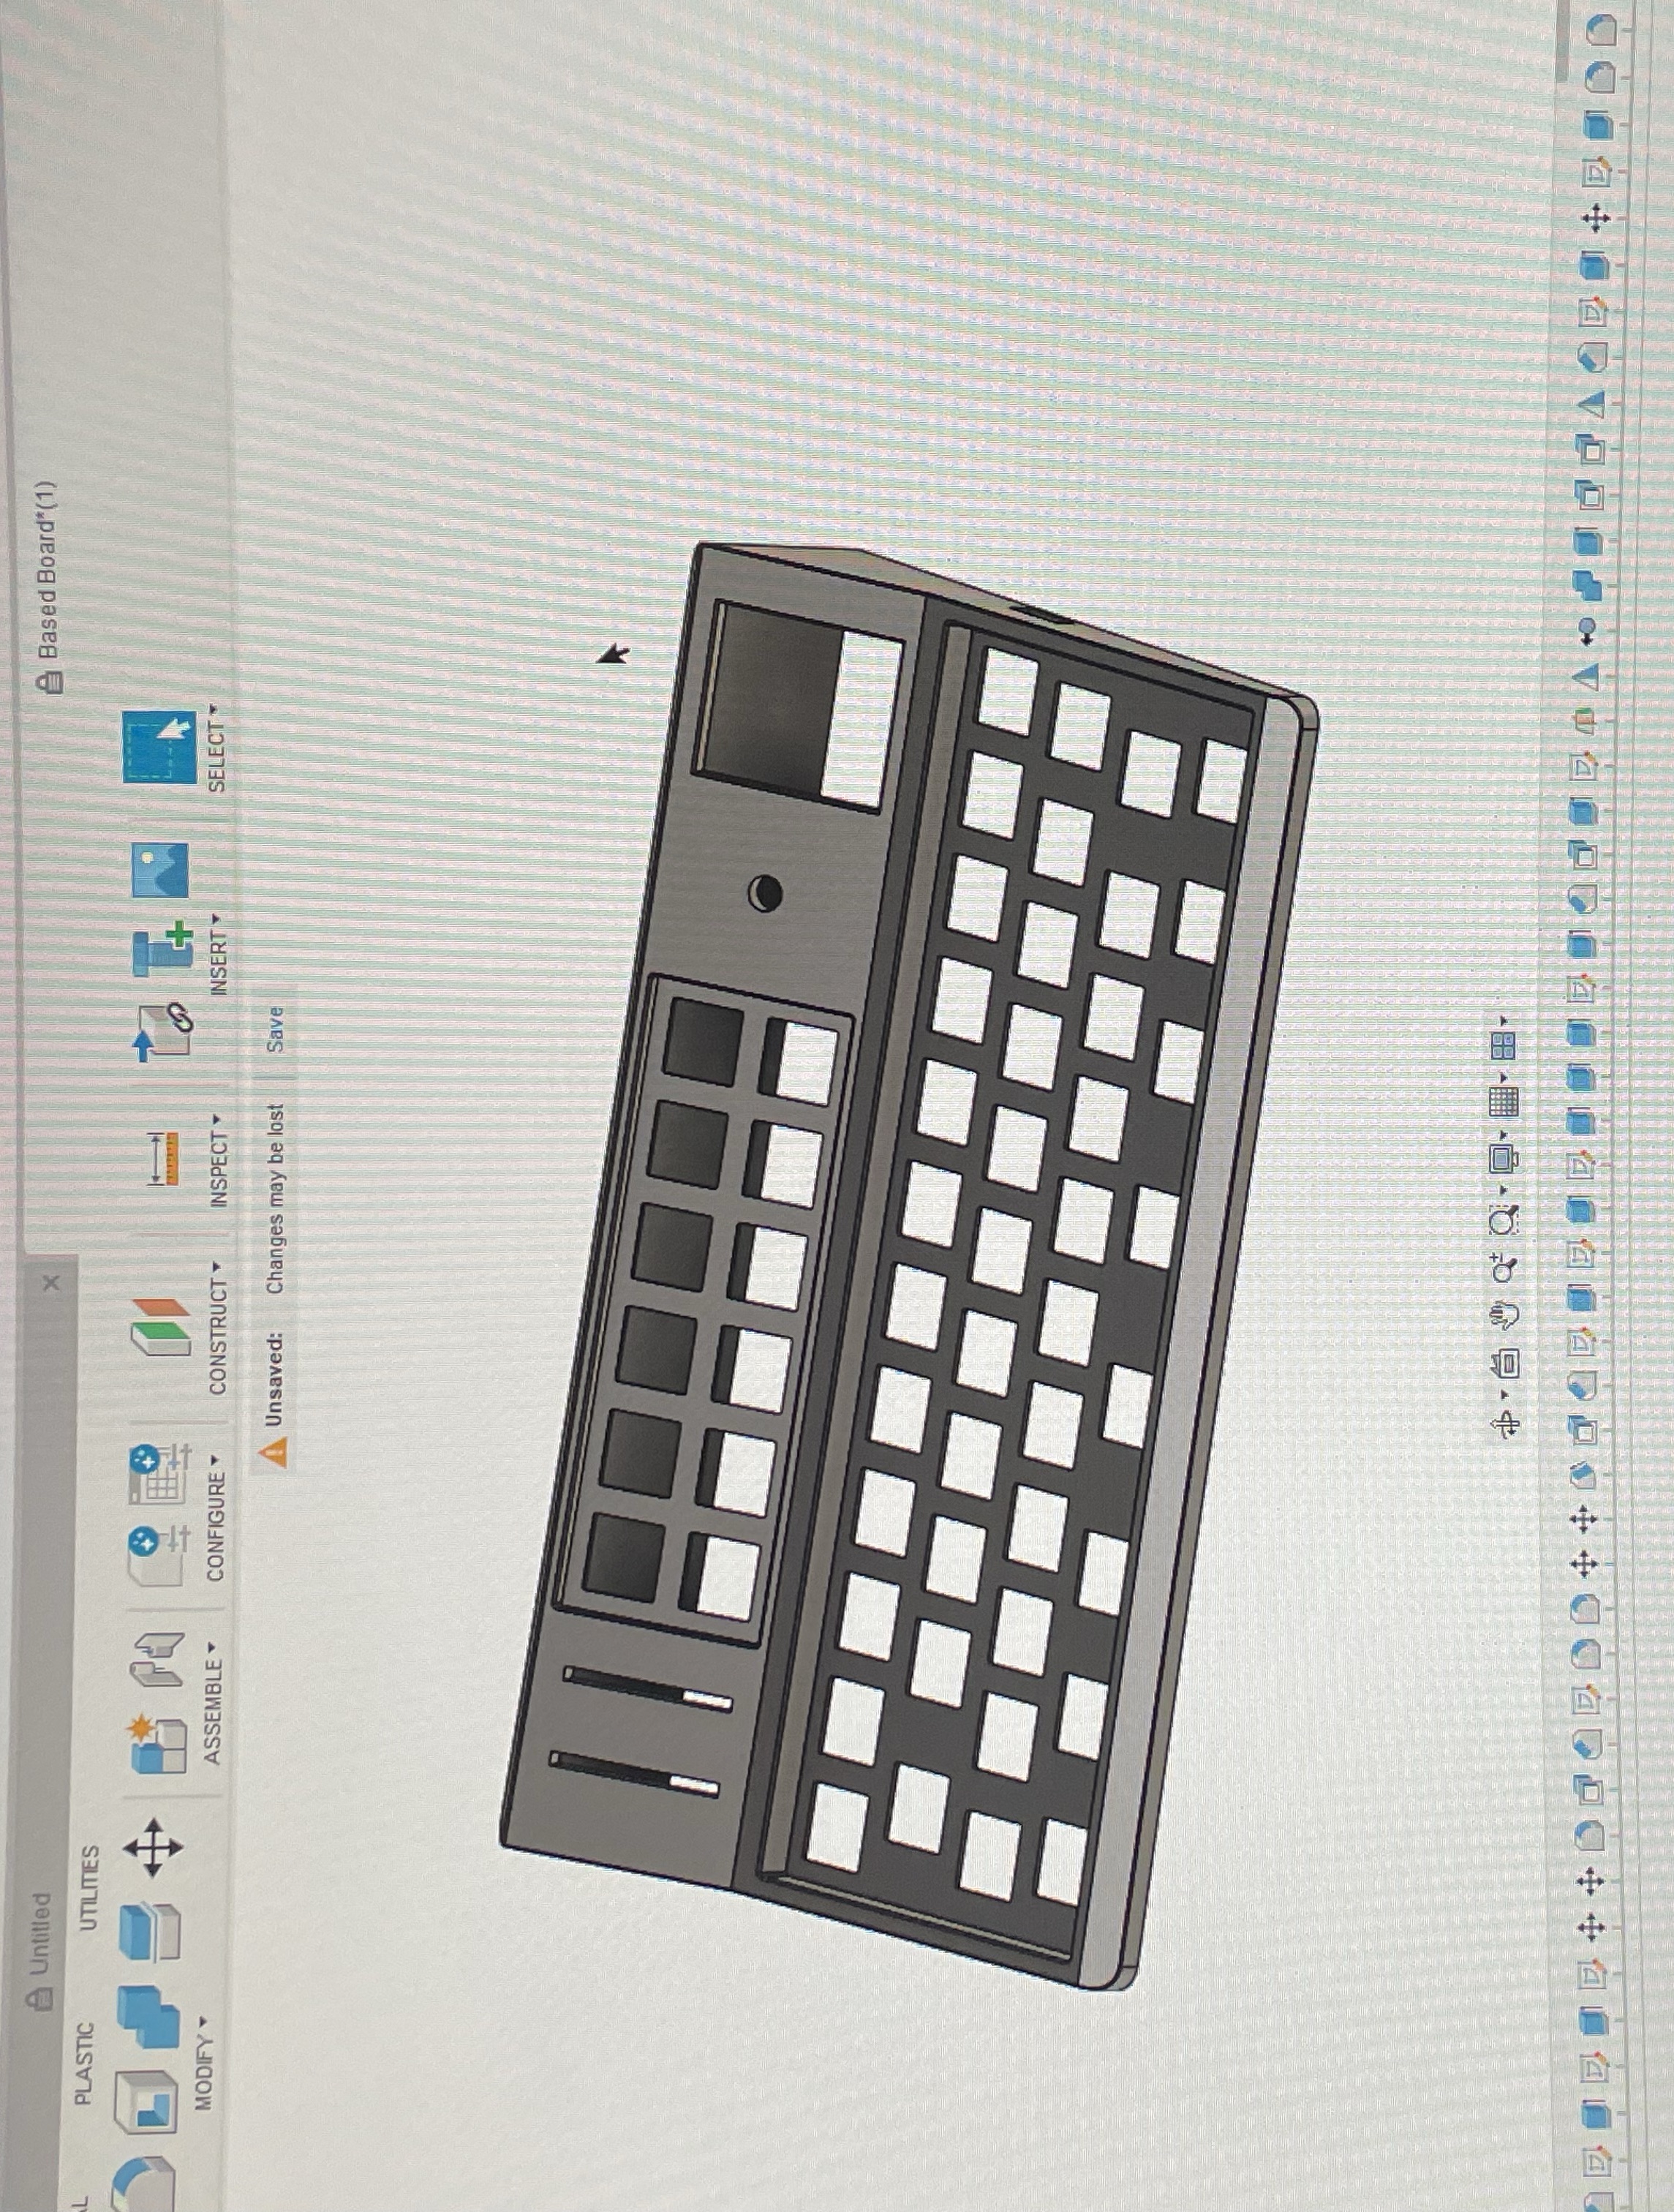 Untitled
Based Board*(1)
PLASTIC UTILITIES
MODIFY ASSEMBLE CONFIGURE CONSTRUCT INSPECT INSERT SELECT
Unsaved: Changes may be lost Save